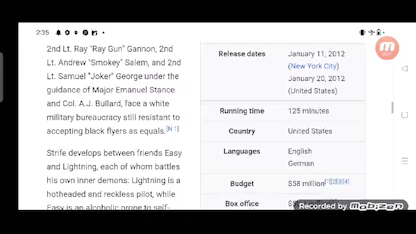 2:35
2nd Lt. Ray "Ray Gun" Gannon, 2nd
Lt. Andrew "Smokey" Salem, and 2nd
Lt. Samuel "Joker" George under the
guidance of Major Emanuel Stance
and Col. A.J. Bullard, face a white
military bureaucracy still resistant to
accepting black flyers as equals.[N 1]
Strife develops between friends Easy
and Lightning, each of whom battles
his own inner demons: Lightning is a
hotheaded and reckless pilot, while
Easy is an alcoholic prone to self-
Release dates January 11, 2012
(New York City)
January 20, 2012
(United States)
Running time 125 minutes
Country United States
Languages English
German
Budget $58 million
Box office
Recorded by mobizen